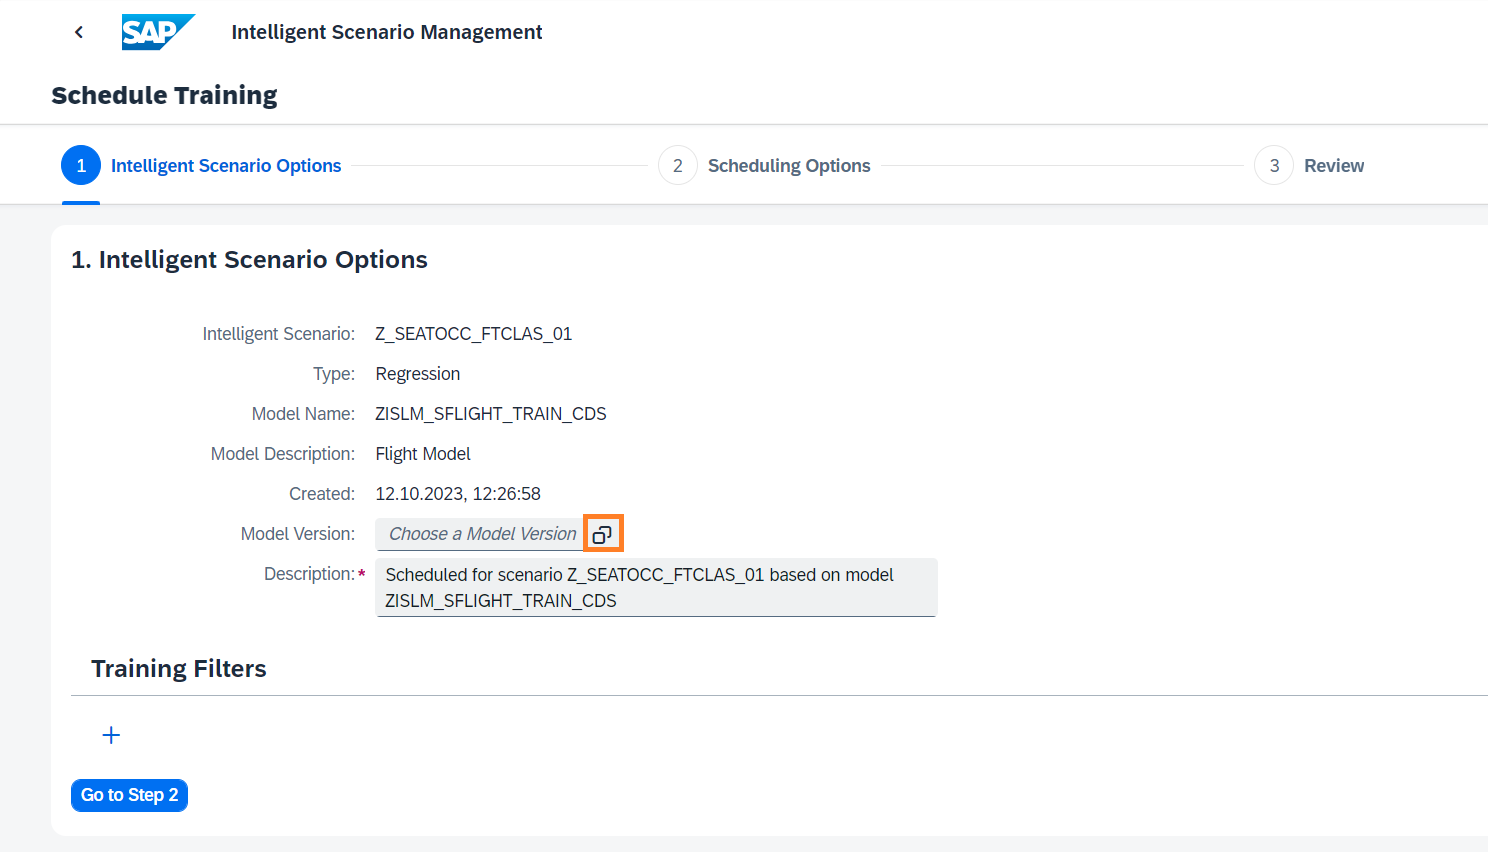 SAP Intelligent Scenario Management
Schedule Training
1 Intelligent Scenario Options 2 Scheduling Options 3 Review
1. Intelligent Scenario Options
Intelligent Scenario: Z_SEATOCC_FTCLAS_01
Type: Regression
Model Name: ZISLM_SFLIGHT_TRAIN_CDS
Model Description: Flight Model
Created: 12.10.2023, 12:26:58
Model Version: Choose a Model Version
Description:* Scheduled for scenario Z_SEATOCC_FTCLAS_01 based on model
ZISLM_SFLIGHT_TRAIN_CDS
Training Filters
Go to Step 2